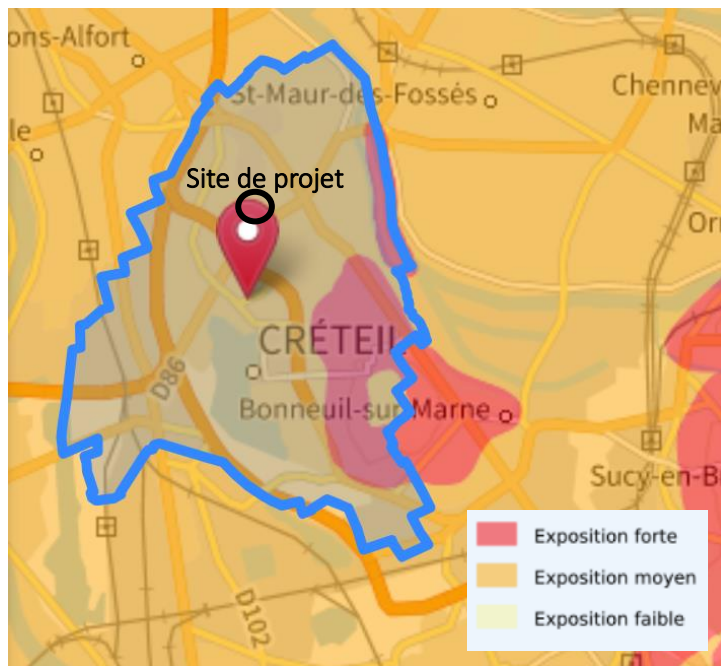 ons-Alfort
St-Maur-des-Fossés
Chennev
Ma
le
Site de projet
Orn
CRÉTEIL
D86
Bonneuil-sur-Marne
Sucy-en-B
D102
Exposition forte
Exposition moyen
Exposition faible